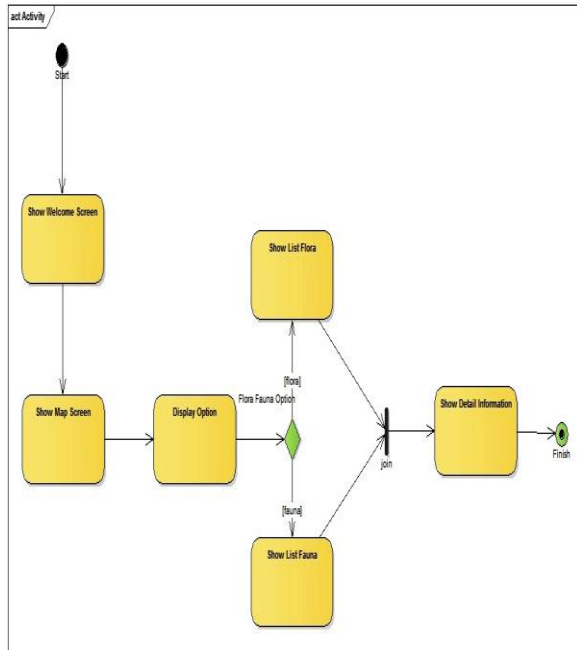 act Activity
Start
Show Welcome Screen
Show List Flora
[flora]
Flora Fauna Option
Show Map Screen
Display Option
Show Detail Information
join
Finish
[fauna]
Show List Fauna